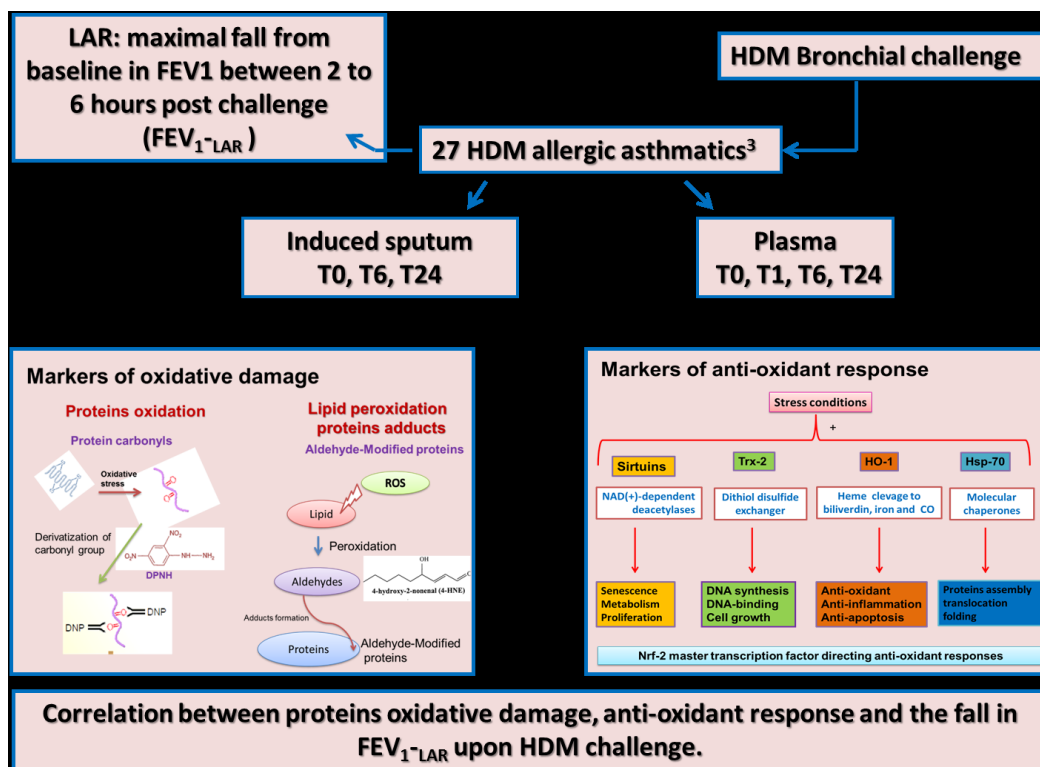 LAR: maximal fall from
baseline in FEV1 between 2 to
6 hours post challenge
(FEV₁-LAR )
HDM Bronchial challenge
27 HDM allergic asthmatics³
Induced sputum
T0, T6, T24
Plasma
T0, T1, T6, T24
Markers of oxidative damage
Proteins oxidation
Protein carbonyls
Oxidative
stress
Derivatization of
carbonyl group
NO₂
O₂N
NH—NH₂
DPNH
DNP
DNP
Lipid peroxidation
proteins adducts
Aldehyde-Modified proteins
ROS
Lipid
Peroxidation
OH
Aldehydes
4-hydroxy-2-nonenal (4-HNE)
Adducts formation
Proteins
Aldehyde-Modified
proteins
Markers of anti-oxidant response
Stress conditions
+
Sirtuins
Trx-2
HO-1
Hsp-70
NAD(+)-dependent
deacetylases
Dithiol disulfide
exchanger
Heme clevage to
biliverdin, iron and CO
Molecular
chaperones
Senescence
Metabolism
Proliferation
DNA synthesis
DNA-binding
Cell growth
Anti-oxidant
Anti-inflammation
Anti-apoptosis
Proteins assembly
translocation
folding
Nrf-2 master transcription factor directing anti-oxidant responses
Correlation between proteins oxidative damage, anti-oxidant response and the fall in
FEV₁-LAR upon HDM challenge.